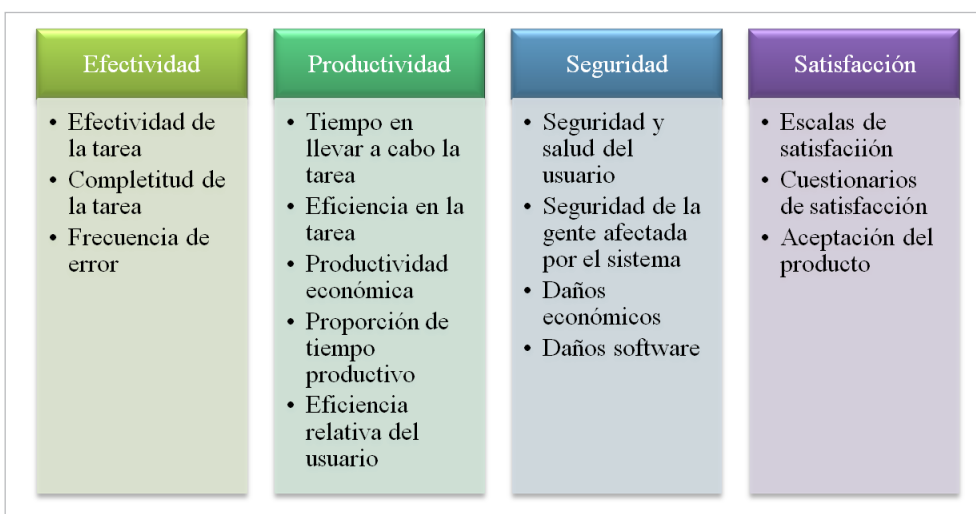 Efectividad
• Efectividad de
la tarea
• Completitud de
la tarea
• Frecuencia de
error
Productividad
• Tiempo en
llevar a cabo la
tarea
• Eficiencia en la
tarea
• Productividad
económica
• Proporción de
tiempo
productivo
• Eficiencia
relativa del
usuario
Seguridad
• Seguridad y
salud del
usuario
• Seguridad de la
gente afectada
por el sistema
• Daños
económicos
• Daños software
Satisfacción
• Escalas de
satisfaciión
• Cuestionarios
de satisfacción
• Aceptación del
producto